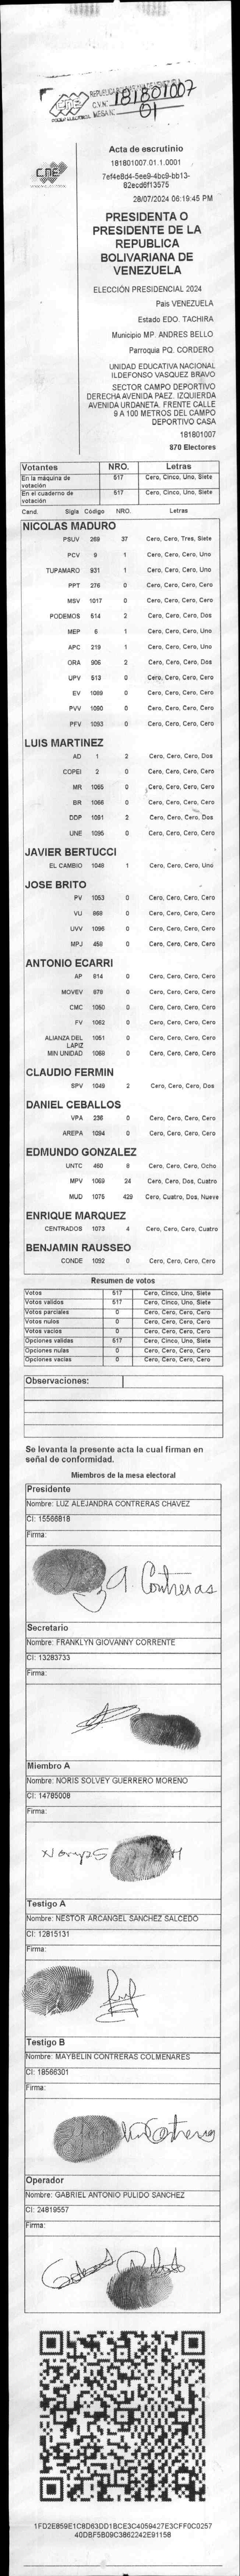 181801007
01
CNE
Acta de escrutinio
181801007.01.1.0001
7ef4e8d4-5ee9-4bc9-bb13-
82ecd6f13575
28/07/2024 06:19:45 PM
PRESIDENTA O
PRESIDENTE DE LA
REPUBLICA
BOLIVARIANA DE
VENEZUELA
ELECCIÓN PRESIDENCIAL 2024
Pais VENEZUELA
Estado EDO. TACHIRA
Municipio MP. ANDRES BELLO
Parroquia PQ. CORDERO
UNIDAD EDUCATIVA NACIONAL
ILDEFONSO VASQUEZ BRAVO
SECTOR CAMPO DEPORTIVO
DERECHA AVENIDA PAEZ. IZQUIERDA
AVENIDA URDANETA. FRENTE CALLE
9 A 100 METROS DEL CAMPO
DEPORTIVO CASA
181801007
870 Electores
Votantes NRO. Letras
En la máquina de votación 517 Cero, Cinco, Uno, Siete
En el cuaderno de votación 517 Cero, Cinco, Uno, Siete
Cand. Sigla Código NRO. Letras
NICOLAS MADURO
PSUV 269 37 Cero, Cero, Tres, Siete
PCV 9 1 Cero, Cero, Cero, Uno
TUPAMARO 931 1 Cero, Cero, Cero, Uno
PPT 276 0 Cero, Cero, Cero, Cero
MSV 1017 0 Cero, Cero, Cero, Cero
PODEMOS 514 2 Cero, Cero, Cero, Dos
MEP 6 1 Cero, Cero, Cero, Uno
APC 219 1 Cero, Cero, Cero, Uno
ORA 906 2 Cero, Cero, Cero, Dos
UPV 513 0 Cero, Cero, Cero, Cero
EV 1089 0 Cero, Cero, Cero, Cero
PVV 1090 0 Cero, Cero, Cero, Cero
PFV 1093 0 Cero, Cero, Cero, Cero
LUIS MARTINEZ
AD 1 2 Cero, Cero, Cero, Dos
COPEI 2 0 Cero, Cero, Cero, Cero
MR 1065 0 Cero, Cero, Cero, Cero
BR 1066 0 Cero, Cero, Cero, Cero
DDP 1091 2 Cero, Cero, Cero, Dos
UNE 1095 0 Cero, Cero, Cero, Cero
JAVIER BERTUCCI
EL CAMBIO 1048 1 Cero, Cero, Cero, Uno
JOSE BRITO
PV 1053 0 Cero, Cero, Cero, Cero
VU 868 0 Cero, Cero, Cero, Cero
UVV 1096 0 Cero, Cero, Cero, Cero
MPJ 459 0 Cero, Cero, Cero, Cero
ANTONIO ECARRI
AP 814 0 Cero, Cero, Cero, Cero
MOVEV 878 0 Cero, Cero, Cero, Cero
CMC 1050 0 Cero, Cero, Cero, Cero
FV 1062 0 Cero, Cero, Cero, Cero
ALIANZA DEL LAPIZ 1051 0 Cero, Cero, Cero, Cero
MIN UNIDAD 1069 0 Cero, Cero, Cero, Cero
CLAUDIO FERMIN
SPV 1049 2 Cero, Cero, Cero, Dos
DANIEL CEBALLOS
VPA 236 0 Cero, Cero, Cero, Cero
AREPA 1094 0 Cero, Cero, Cero, Cero
EDMUNDO GONZALEZ
UNTC 460 8 Cero, Cero, Cero, Ocho
MPV 1069 24 Cero, Cero, Dos, Cuatro
MUD 1075 429 Cero, Cuatro, Dos, Nueve
ENRIQUE MARQUEZ
CENTRADOS 1073 4 Cero, Cero, Cero, Cuatro
BENJAMIN RAUSSEO
CONDE 1092 0 Cero, Cero, Cero, Cero
Resumen de votos
Votos 517 Cero, Cinco, Uno, Siete
Votos validos 517 Cero, Cinco, Uno, Siete
Votos parciales 0 Cero, Cero, Cero, Cero
Votos nulos 0 Cero, Cero, Cero, Cero
Votos vacios 0 Cero, Cero, Cero, Cero
Opciones validas 517 Cero, Cinco, Uno, Siete
Opciones nulas 0 Cero, Cero, Cero, Cero
Opciones vacias 0 Cero, Cero, Cero, Cero
Observaciones:
Se levanta la presente acta la cual firman en
señal de conformidad.
Miembros de la mesa electoral
Presidente
Nombre: LUZ ALEJANDRA CONTRERAS CHAVEZ
CI: 15566818
Firma:
A. Contreras
Secretario
Nombre: FRANKLYN GIOVANNY CORRENTE
CI: 13283733
Firma:
Miembro A
Nombre: NORIS SOLVEY GUERRERO MORENO
CI: 14785008
Firma:
Testigo A
Nombre: NESTOR ARCANGEL SANCHEZ SALCEDO
CI: 12815131
Firma:
Testigo B
Nombre: MAYBELIN CONTRERAS COLMENARES
CI: 18566301
Firma:
Operador
Nombre: GABRIEL ANTONIO PULIDO SANCHEZ
CI: 24819557
Firma:
1FD2E859E1C8D63DD1BCE3C4059427E3CFF0C0257
40DBF5B09C3862242E91158